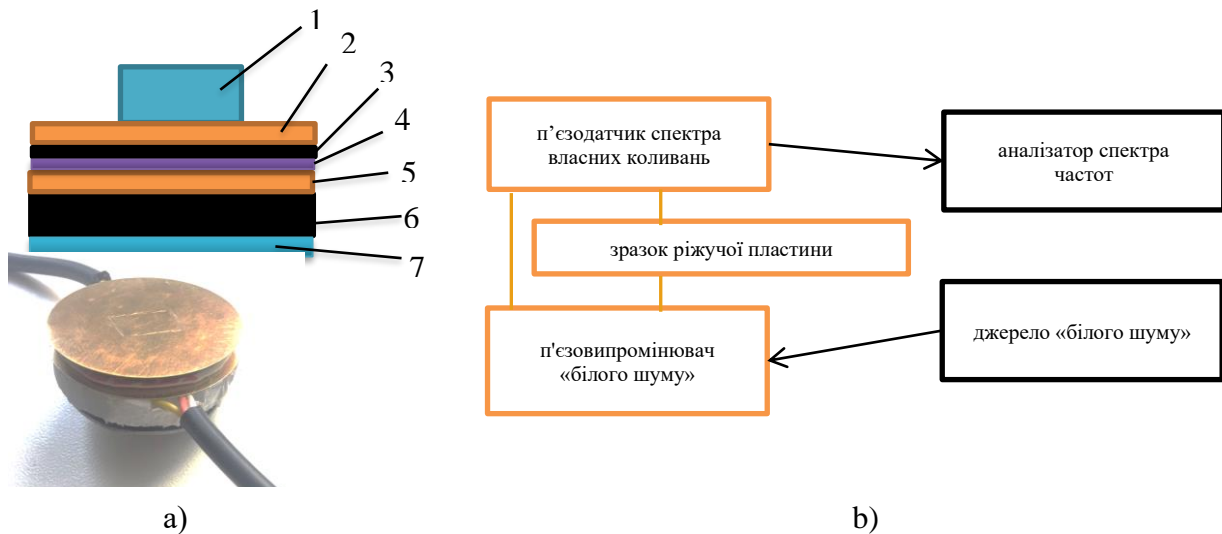 1
2
3
4
5
6
7
п’єзодатчик спектра
власних коливань
аналізатор спектра
частот
зразок ріжучої пластини
п'єзовипромінювач
«білого шуму»
джерело «білого шуму»
a)
b)